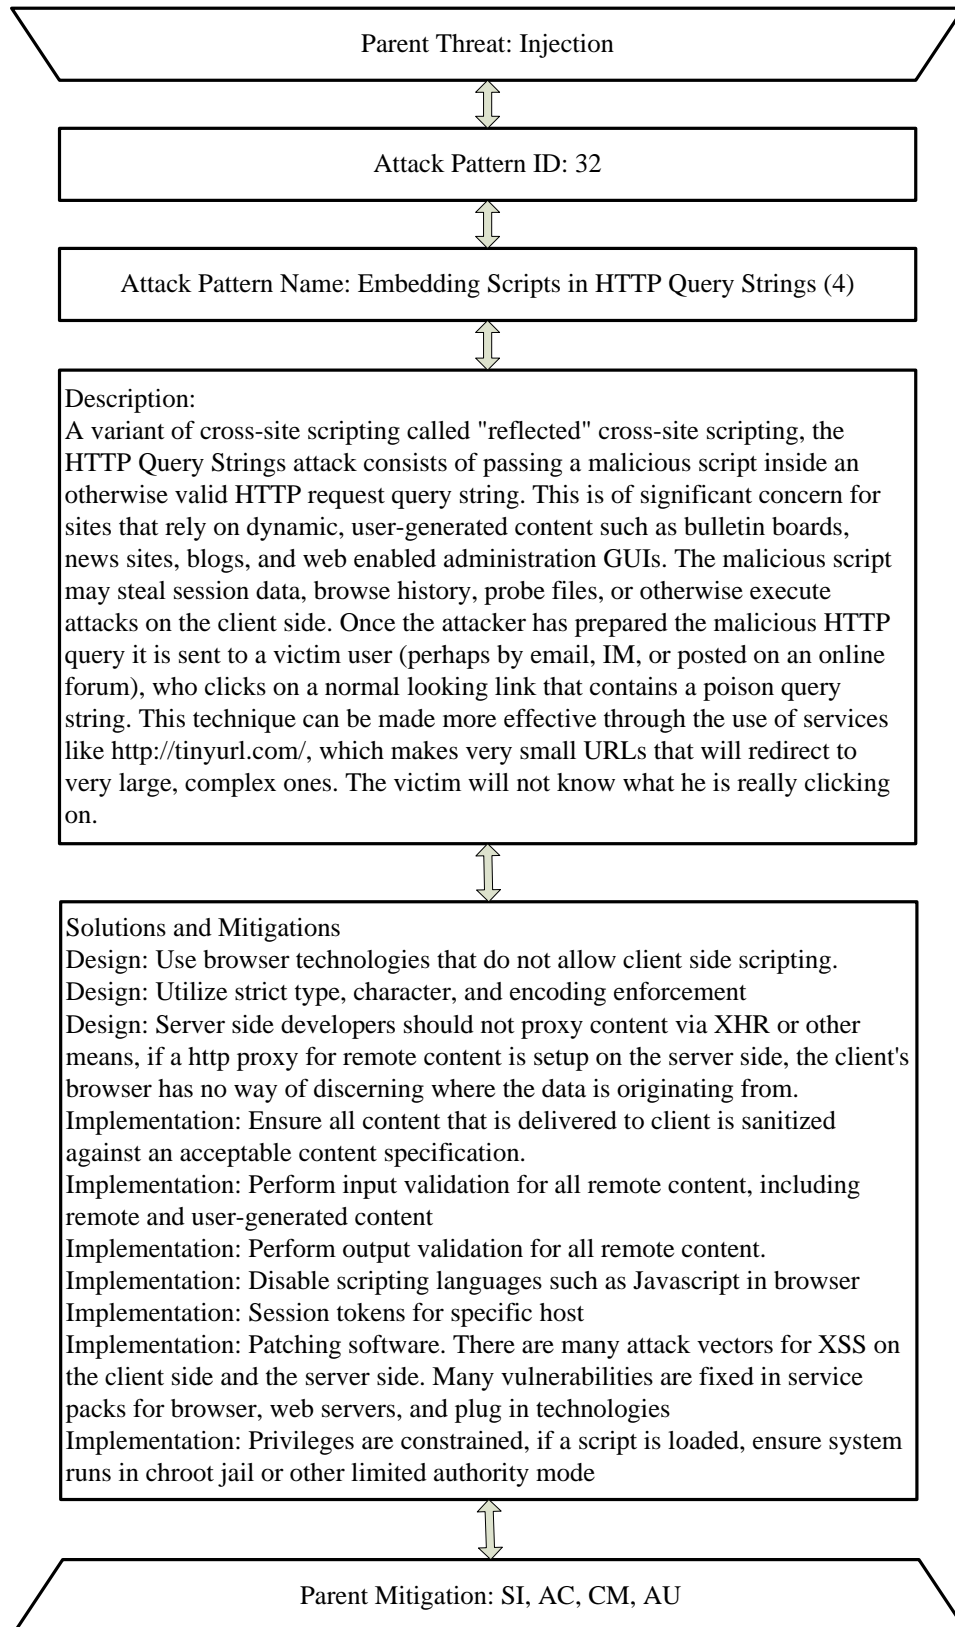 Parent Threat: Injection
Attack Pattern ID: 32
Attack Pattern Name: Embedding Scripts in HTTP Query Strings (4)
Description:
A variant of cross-site scripting called "reflected" cross-site scripting, the
HTTP Query Strings attack consists of passing a malicious script inside an
otherwise valid HTTP request query string. This is of significant concern for
sites that rely on dynamic, user-generated content such as bulletin boards,
news sites, blogs, and web enabled administration GUIs. The malicious script
may steal session data, browse history, probe files, or otherwise execute
attacks on the client side. Once the attacker has prepared the malicious HTTP
query it is sent to a victim user (perhaps by email, IM, or posted on an online
forum), who clicks on a normal looking link that contains a poison query
string. This technique can be made more effective through the use of services
like http://tinyurl.com/, which makes very small URLs that will redirect to
very large, complex ones. The victim will not know what he is really clicking
on.
Solutions and Mitigations
Design: Use browser technologies that do not allow client side scripting.
Design: Utilize strict type, character, and encoding enforcement
Design: Server side developers should not proxy content via XHR or other
means, if a http proxy for remote content is setup on the server side, the client's
browser has no way of discerning where the data is originating from.
Implementation: Ensure all content that is delivered to client is sanitized
against an acceptable content specification.
Implementation: Perform input validation for all remote content, including
remote and user-generated content
Implementation: Perform output validation for all remote content.
Implementation: Disable scripting languages such as Javascript in browser
Implementation: Session tokens for specific host
Implementation: Patching software. There are many attack vectors for XSS on
the client side and the server side. Many vulnerabilities are fixed in service
packs for browser, web servers, and plug in technologies
Implementation: Privileges are constrained, if a script is loaded, ensure system
runs in chroot jail or other limited authority mode
Parent Mitigation: SI, AC, CM, AU